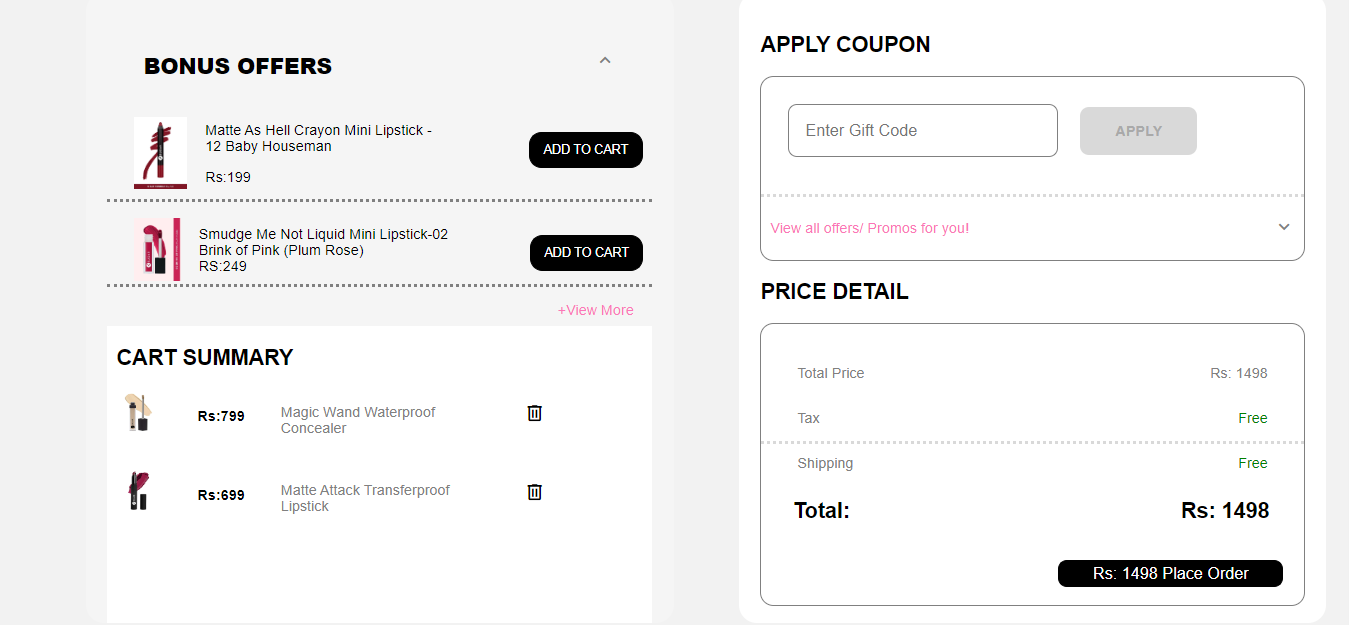 BONUS OFFERS
Matte As Hell Crayon Mini Lipstick -
12 Baby Houseman
Rs:199
ADD TO CART
Smudge Me Not Liquid Mini Lipstick-02
Brink of Pink (Plum Rose)
RS:249
ADD TO CART
+View More
CART SUMMARY
Rs:799
Magic Wand Waterproof
Concealer
Rs:699
Matte Attack Transferproof
Lipstick
APPLY COUPON
Enter Gift Code
APPLY
View all offers/ Promos for you!
PRICE DETAIL
Total Price Rs: 1498
Tax Free
Shipping Free
Total: Rs: 1498
Rs: 1498 Place Order